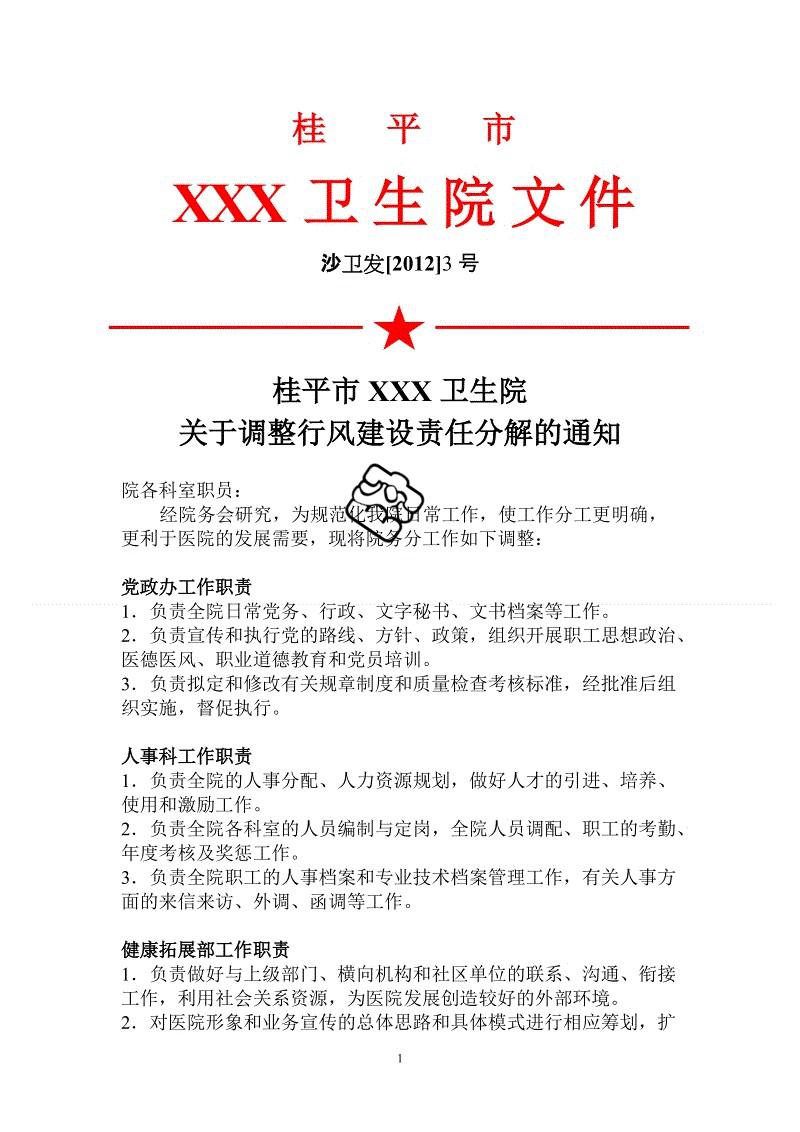 桂 平 市
XXX 卫 生 院 文 件
沙卫发[2012]3 号
桂平市 XXX 卫生院
关于调整行风建设责任分解的通知
院各科室职员：
经院务会研究，为规范化我院日常工作，使工作分工更明确，
更利于医院的发展需要，现将院务分工作如下调整：
党政办工作职责
1．负责全院日常党务、行政、文字秘书、文书档案等工作。
2．负责宣传和执行党的路线、方针、政策，组织开展职工思想政治、
医德医风、职业道德教育和党员培训。
3．负责拟定和修改有关规章制度和质量检查考核标准，经批准后组
织实施，督促执行。
人事科工作职责
1．负责全院的人事分配、人力资源规划，做好人才的引进、培养、
使用和激励工作。
2．负责全院各科室的人员编制与定岗，全院人员调配、职工的考勤、
年度考核及奖惩工作。
3．负责全院职工的人事档案和专业技术档案管理工作，有关人事方
面的来信来访、外调、函调等工作。
健康拓展部工作职责
1．负责做好与上级部门、横向机构和社区单位的联系、沟通、衔接
工作，利用社会关系资源，为医院发展创造较好的外部环境。
2．对医院形象和业务宣传的总体思路和具体模式进行相应筹划，扩
1